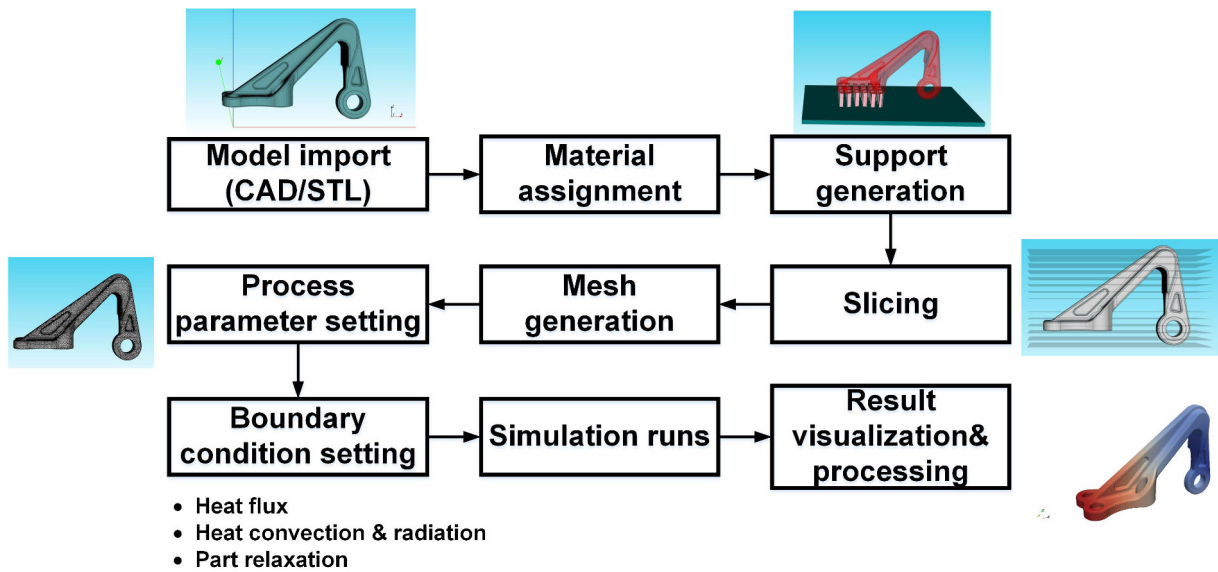 Model import
(CAD/STL)
Material
assignment
Support
generation
Process
parameter setting
Mesh
generation
Slicing
Boundary
condition setting
Simulation runs
Result
visualization&
processing
• Heat flux
• Heat convection & radiation
• Part relaxation